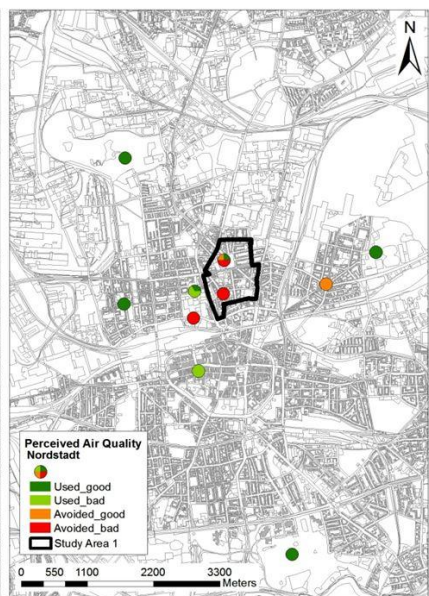 N
Perceived Air Quality
Nordstadt
Used_good
Used_bad
Avoided_good
Avoided_bad
Study Area 1
0 550 1100 2200 3300
Meters